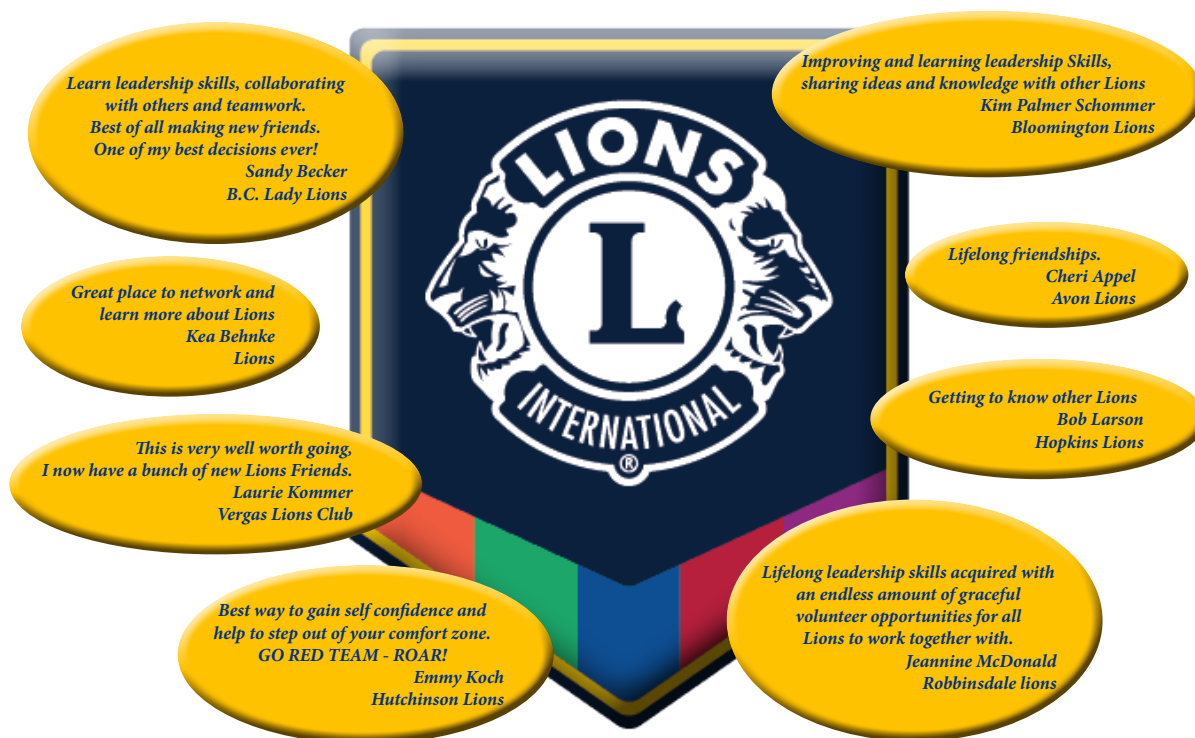 Learn leadership skills, collaborating
with others and teamwork.
Best of all making new friends.
One of my best decisions ever!
Sandy Becker
B.C. Lady Lions
Great place to network and
learn more about Lions
Kea Behnke
Lions
This is very well worth going,
I now have a bunch of new Lions Friends.
Laurie Kommer
Vergas Lions Club
Best way to gain self confidence and
help to step out of your comfort zone.
GO RED TEAM - ROAR!
Emmy Koch
Hutchinson Lions
LIONS
L
INTERNATIONAL
®
Improving and learning leadership Skills,
sharing ideas and knowledge with other Lions
Kim Palmer Schommer
Bloomington Lions
Lifelong friendships.
Cheri Appel
Avon Lions
Getting to know other Lions
Bob Larson
Hopkins Lions
Lifelong leadership skills acquired with
an endless amount of graceful
volunteer opportunities for all
Lions to work together with.
Jeannine McDonald
Robbinsdale lions